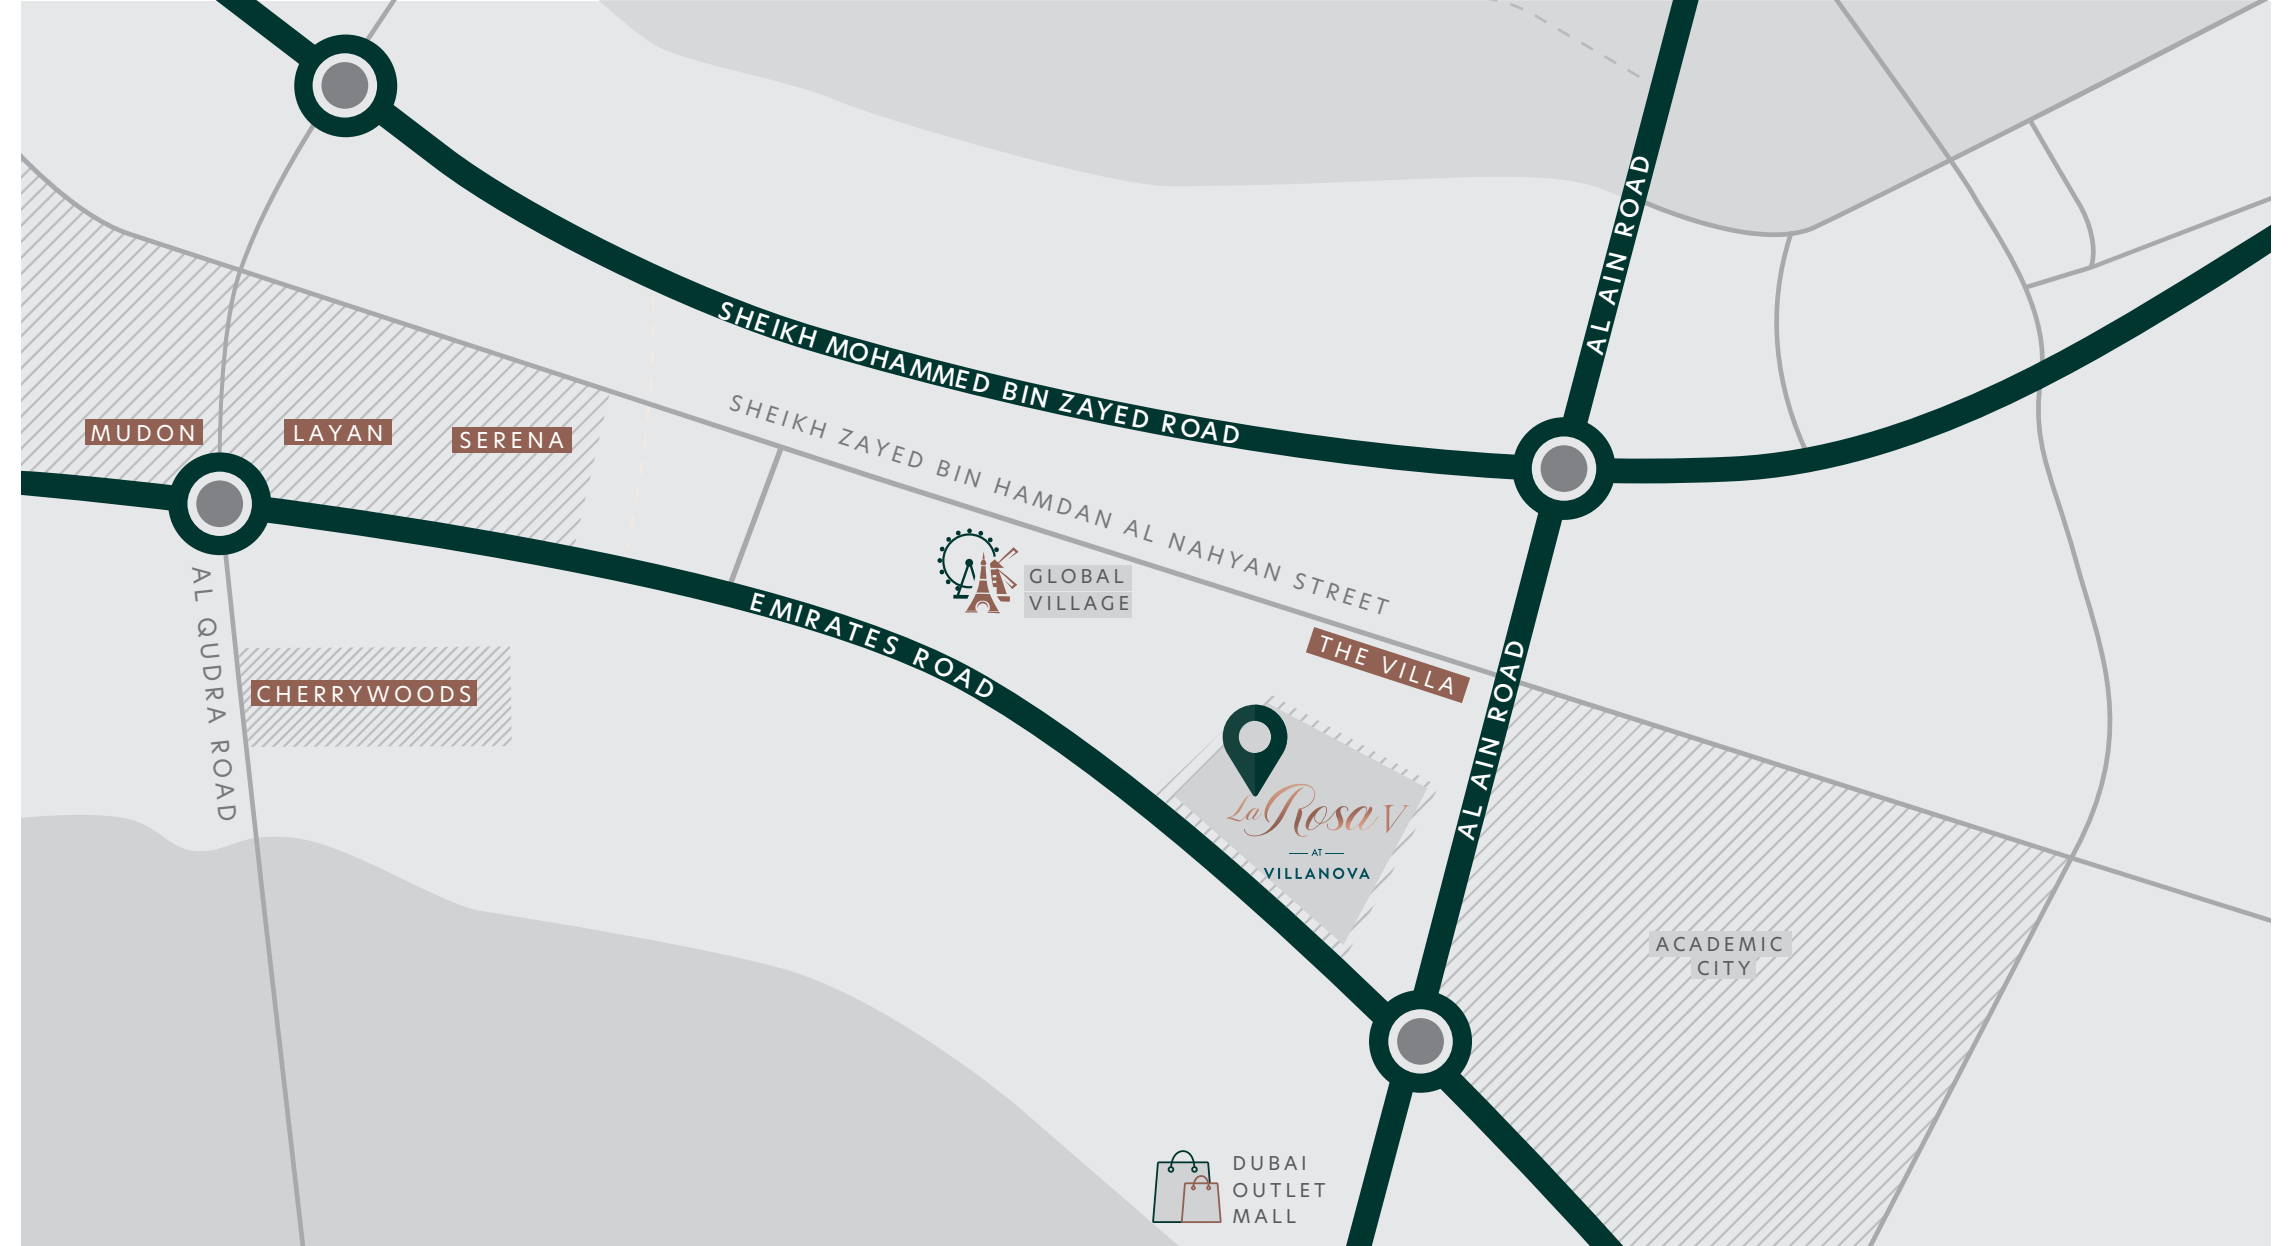 AL AIN ROAD
SHEIKH MOHAMMED BIN ZAYED ROAD
SHEIKH ZAYED BIN HAMDAN AL NAHYAN STREET
MUDON
LAYAN
SERENA
GLOBAL
VILLAGE
EMIRATES ROAD
THE VILLA
AL AIN ROAD
AL QUDRA ROAD
CHERRYWOODS
La Rosa V
AT
VILLANOVA
ACADEMIC
CITY
DUBAI
OUTLET
MALL